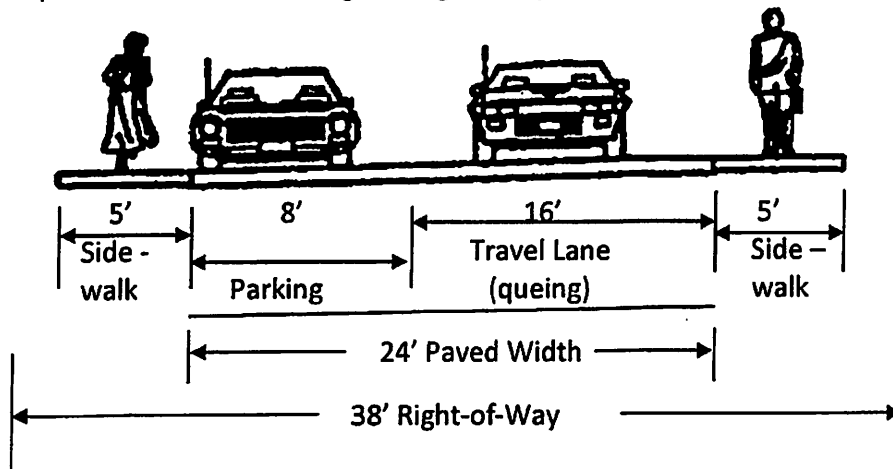 5’ 8’ 16’ 5’
Side - Travel Lane Side –
walk Parking (queing) walk
24’ Paved Width
38’ Right-of-Way